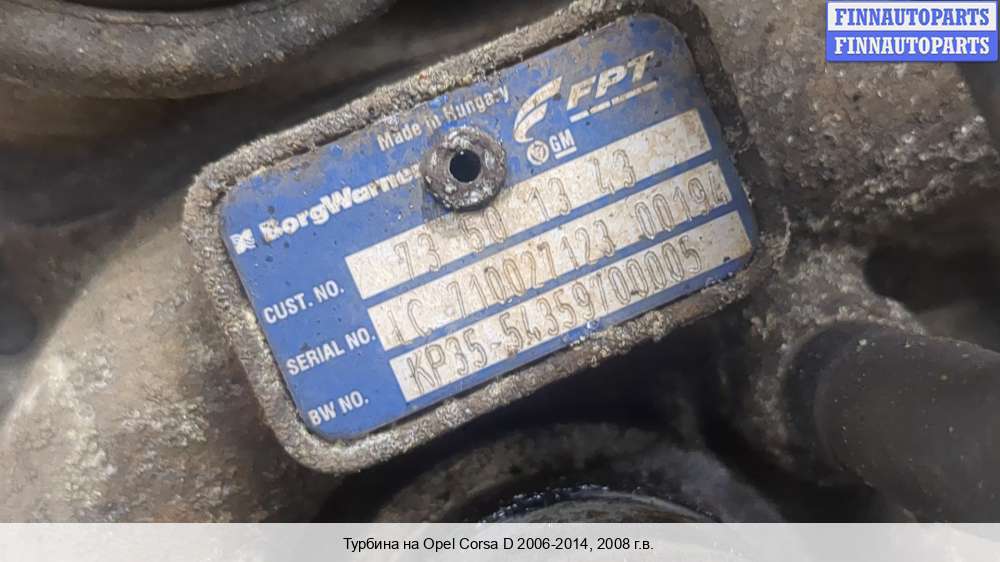 FINNAUTOPARTS
FINNAUTOPARTS
Made in Hungary
FPT
GM
BorgWarner
CUST. NO. 73 50 13 43
SERIAL NO. AC 710027123 00194
BW NO. KP35-54359700005
Турбина на Opel Corsa D 2006-2014, 2008 г.в.